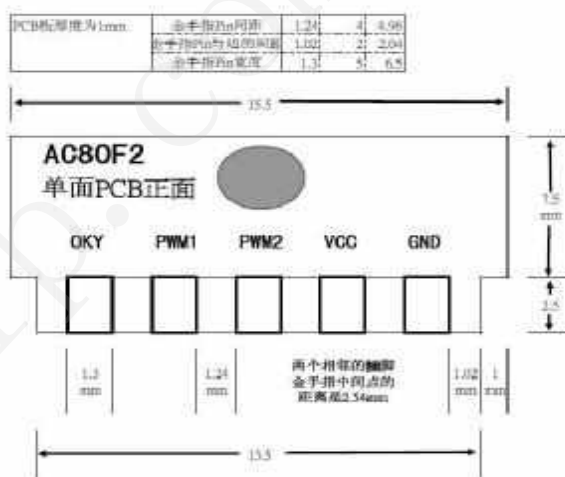 PCB板厚度为1mm 金手指Pin间距 1.24 4 4.96
金手指Pin与边的间距 1.02 2 2.04
金手指Pin宽度 1.3 5 6.5
15.5
AC80F2
单面PCB正面
7.5
mm
OKY PWM1 PWM2 VCC GND
2.5
1.3
mm
1.24
mm
两个相邻的
金手指中间点的
距离是2.54mm
1.02
mm
1
mm
13.5